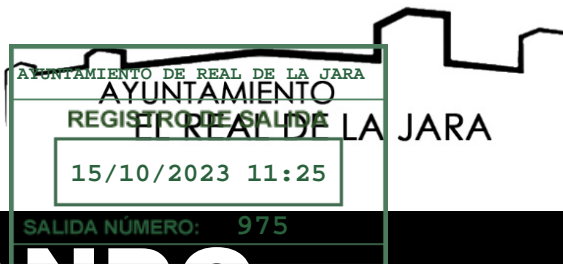 AYUNTAMIENTO DE REAL DE LA JARA
AYUNTAMIENTO
REGISTRO DE SALIDA
EL REAL DE LA JARA
15/10/2023 11:25
SALIDA NÚMERO: 975